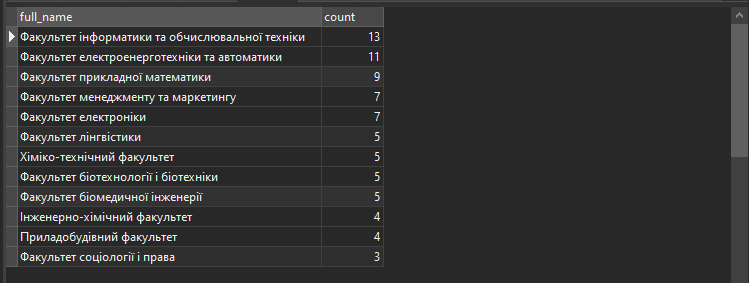 full_name count
Факультет інформатики та обчислювальної техніки 13
Факультет електроенерготехніки та автоматики 11
Факультет прикладної математики 9
Факультет менеджменту та маркетингу 7
Факультет електроніки 7
Факультет лінгвістики 5
Хіміко-технічний факультет 5
Факультет біотехнології і біотехніки 5
Факультет біомедичної інженерії 5
Інженерно-хімічний факультет 4
Приладобудівний факультет 4
Факультет соціології і права 3